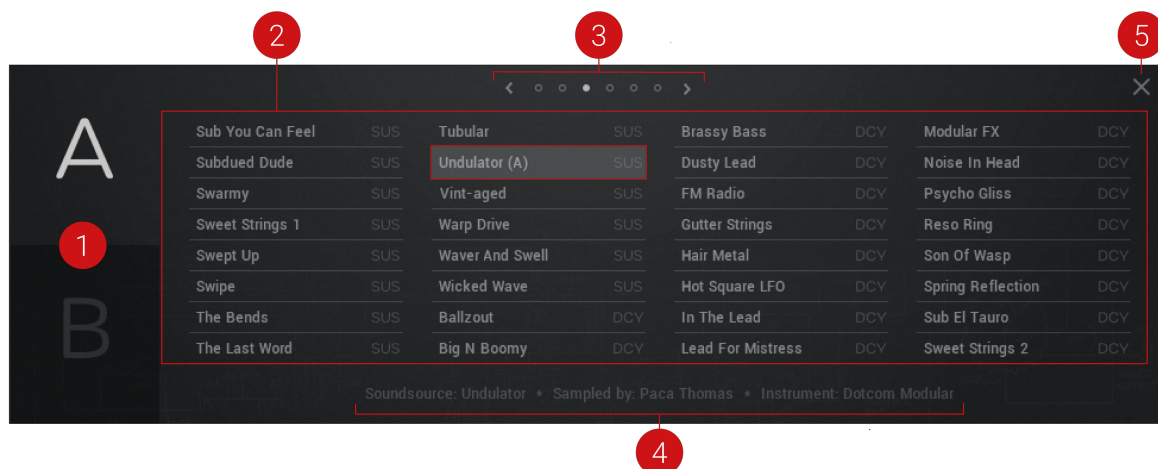 2 3 5
A
Sub You Can Feel SUS Tubular SUS Brassy Bass DCY Modular FX DCY
Subdued Dude SUS Undulator (A) SUS Dusty Lead DCY Noise In Head DCY
Swarmy SUS Vint-aged SUS FM Radio DCY Psycho Gliss DCY
Sweet Strings 1 SUS Warp Drive SUS Gutter Strings DCY Reso Ring DCY
1
Swept Up SUS Waver And Swell SUS Hair Metal DCY Son Of Wasp DCY
Swipe SUS Wicked Wave SUS Hot Square LFO DCY Spring Reflection DCY
B
The Bends SUS Ballzout DCY In The Lead DCY Sub El Tauro DCY
The Last Word SUS Big N Boomy DCY Lead For Mistress DCY Sweet Strings 2 DCY
Soundsource: Undulator * Sampled by: Paca Thomas * Instrument: Dotcom Modular
4